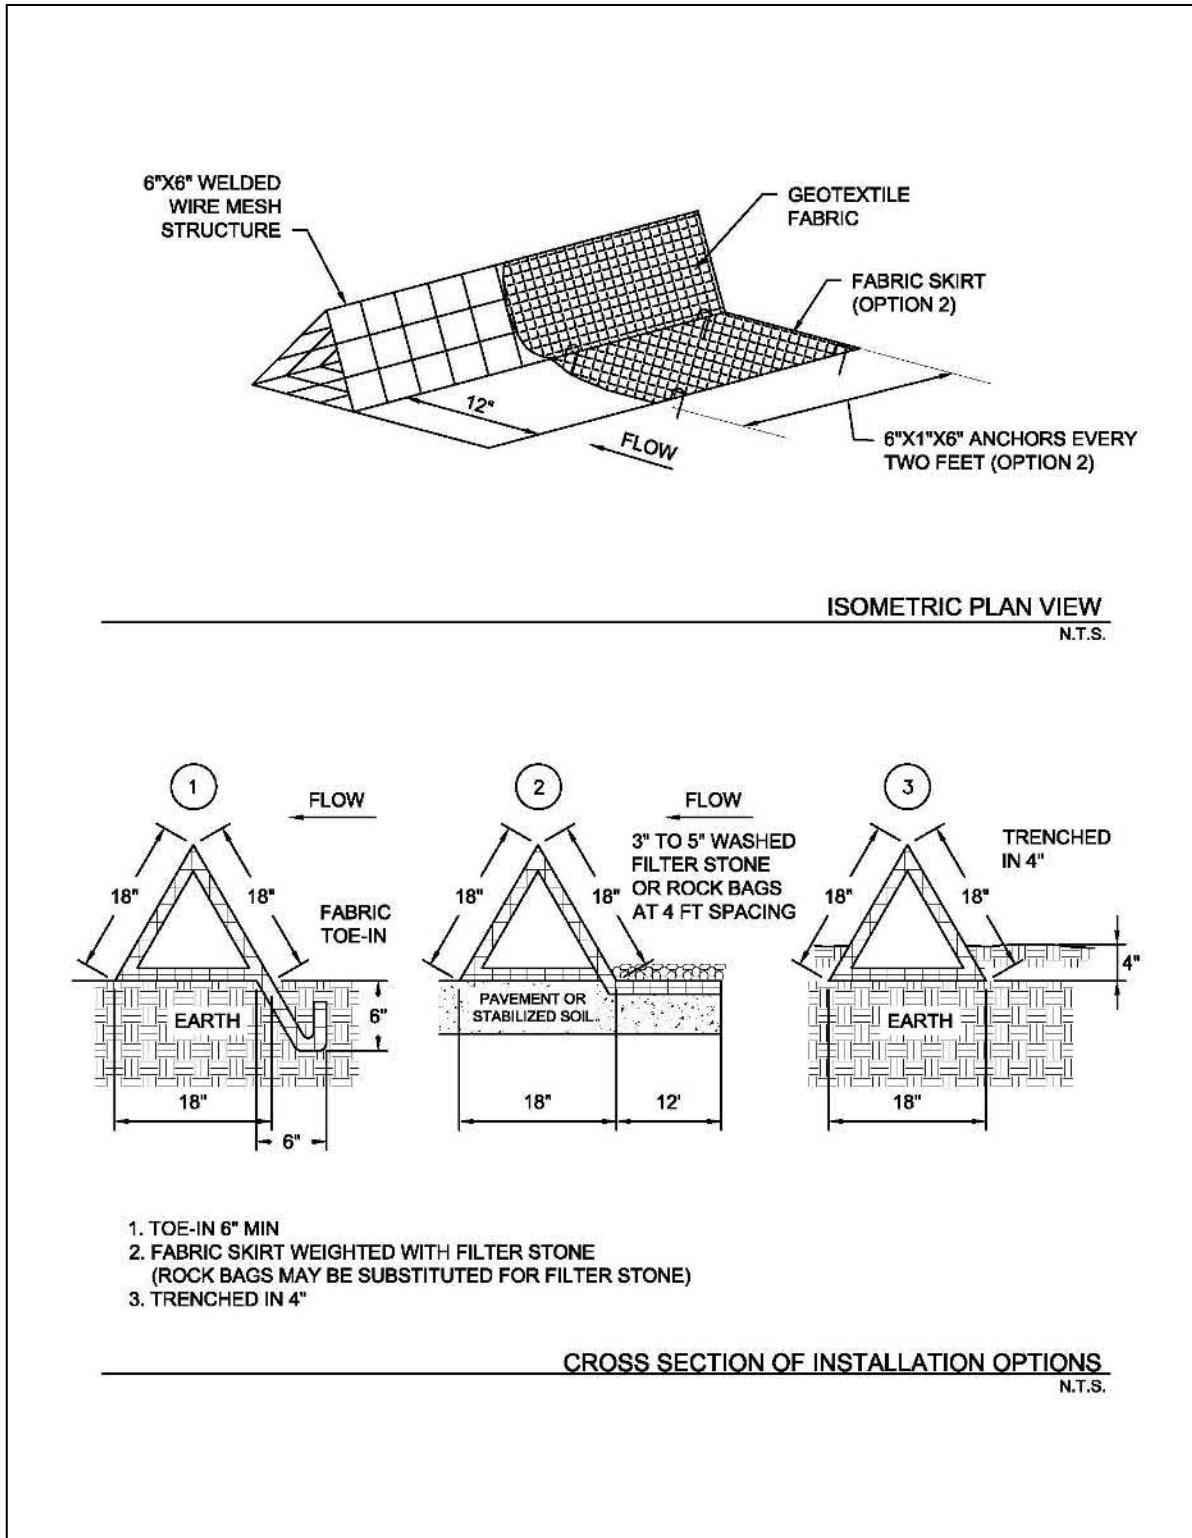 6"X6" WELDED
WIRE MESH
STRUCTURE
GEOTEXTILE
FABRIC
FABRIC SKIRT
(OPTION 2)
12"
FLOW
6"X1"X6" ANCHORS EVERY
TWO FEET (OPTION 2)
ISOMETRIC PLAN VIEW
N.T.S.
1
FLOW
18"
18"
FABRIC
TOE-IN
EARTH
6"
18"
6"
2
FLOW
3" TO 5" WASHED
FILTER STONE
OR ROCK BAGS
AT 4 FT SPACING
18"
18"
PAVEMENT OR
STABILIZED SOIL..
18"
12'
3
TRENCHED
IN 4"
18"
18"
4"
EARTH
18"
1. TOE-IN 6" MIN
2. FABRIC SKIRT WEIGHTED WITH FILTER STONE
(ROCK BAGS MAY BE SUBSTITUTED FOR FILTER STONE)
3. TRENCHED IN 4"
CROSS SECTION OF INSTALLATION OPTIONS
N.T.S.